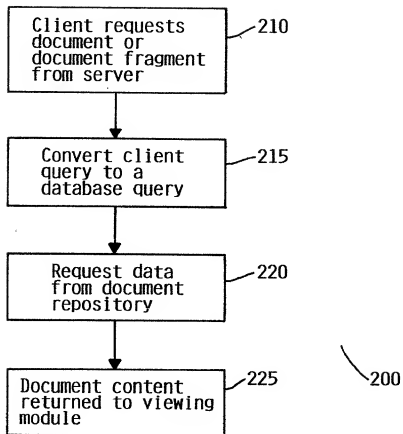 Client requests
document or
document fragment
from server
210
Convert client
query to a
database query
215
Request data
from document
repository
220
Document content
returned to viewing
module
225
200